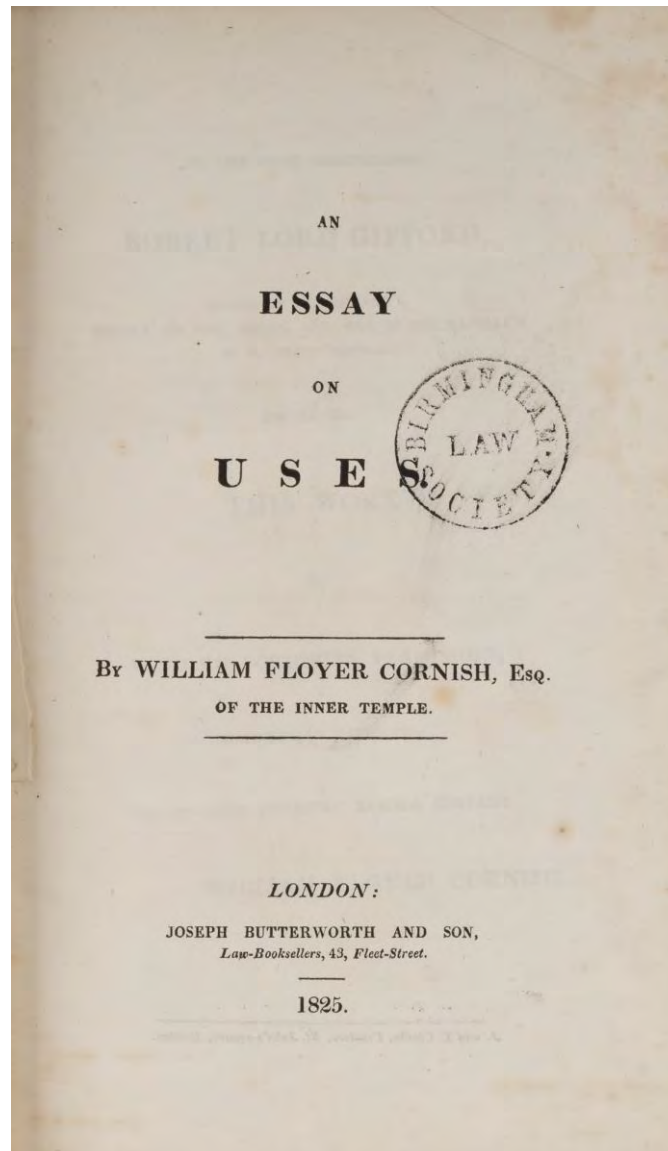 AN
ESSAY
ON
USES.
BIRMINGHAM
LAW
SOCIETY.
BY WILLIAM FLOYER CORNISH, ESQ.
OF THE INNER TEMPLE.
LONDON:
JOSEPH BUTTERWORTH AND SON,
Law-Booksellers, 43, Fleet-Street.
1825.